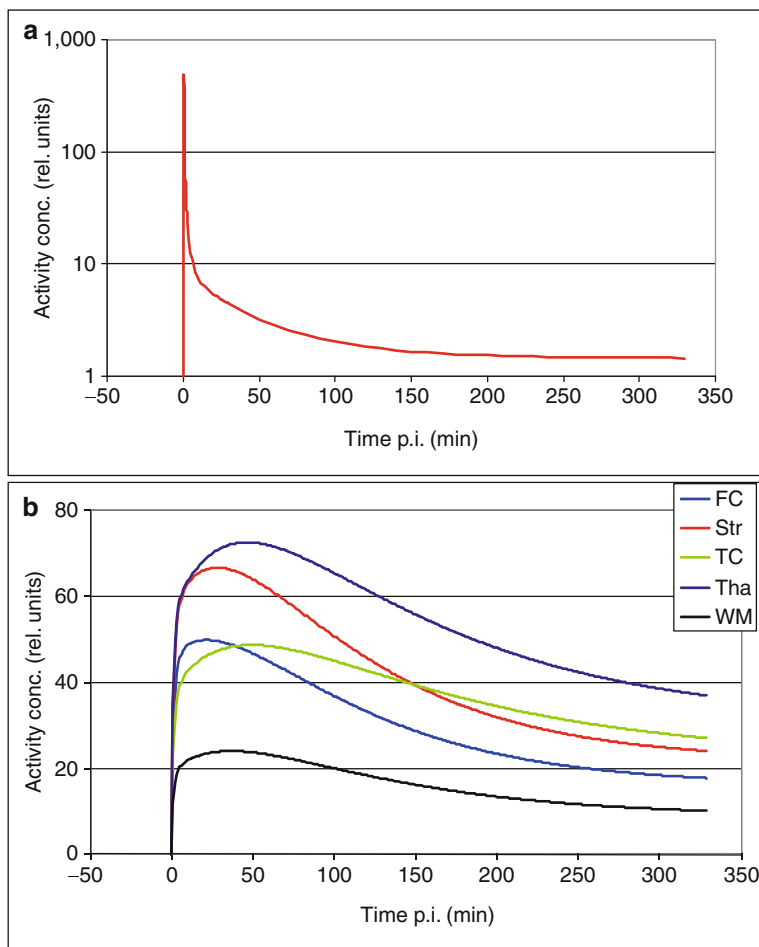 a
1,000
100
10
1
Activity conc. (rel. units)
−50 0 50 100 150 200 250 300 350
Time p.i. (min)
b
80
60
40
20
0
Activity conc. (rel. units)
−50 0 50 100 150 200 250 300 350
Time p.i. (min)
FC
Str
TC
Tha
WM